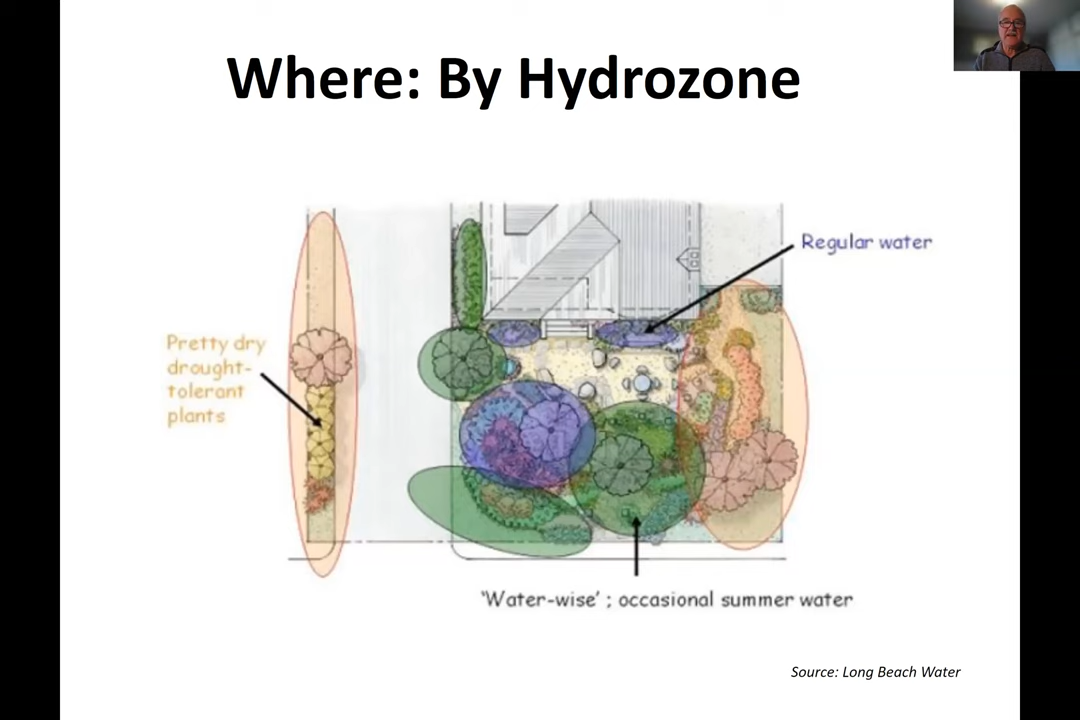 Where: By Hydrozone
Regular water
Pretty dry
drought-
tolerant
plants
'Water-wise' ; occasional summer water
Source: Long Beach Water